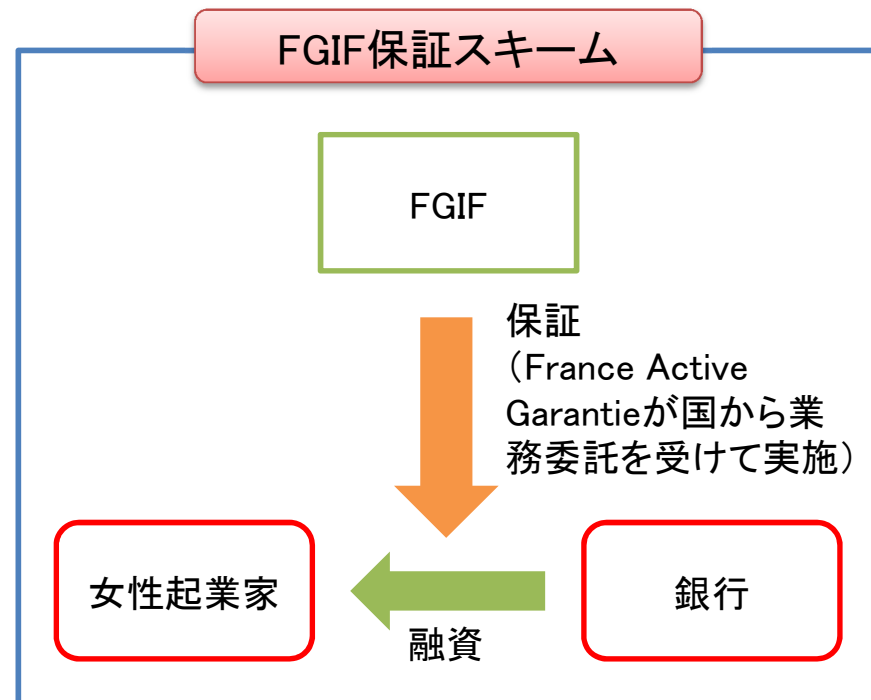 FGIF保証スキーム
FGIF
保証
（France Active
Garantieが国から業
務委託を受けて実施）
女性起業家
銀行
融資